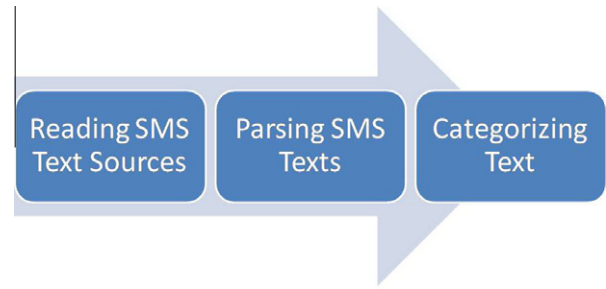 Reading SMS
Text Sources
Parsing SMS
Texts
Categorizing
Text